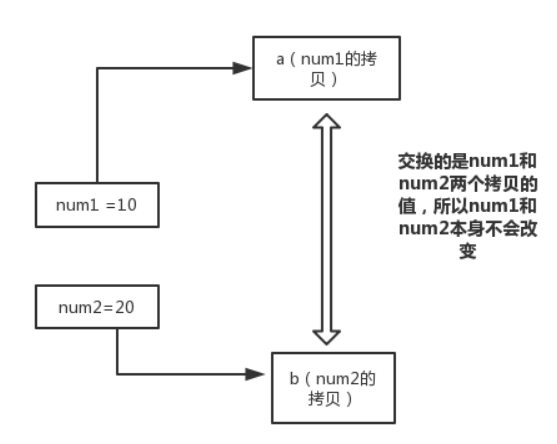 a（num1的拷
贝）
交换的是num1和
num2两个拷贝的
值，所以num1和
num2本身不会改
变
num1 =10
num2=20
b（num2的
拷贝）